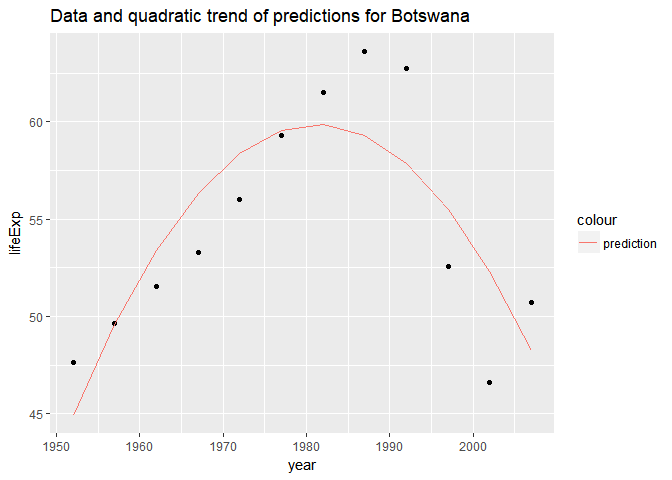 Data and quadratic trend of predictions for Botswana
60
55
50
45
lifeExp
1950 1960 1970 1980 1990 2000
year
colour
prediction